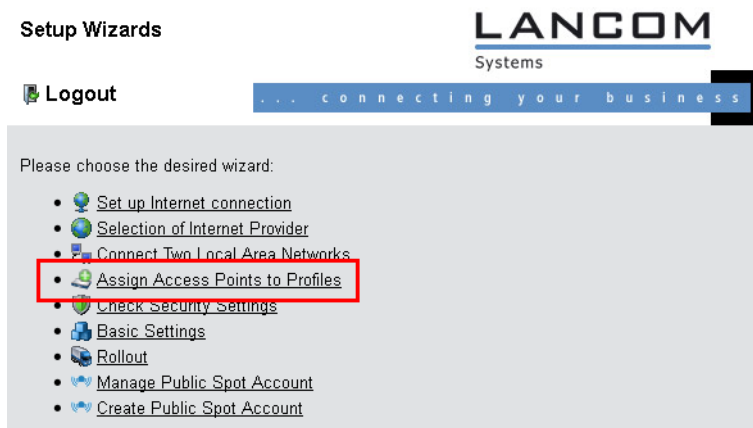 Setup Wizards
LANCOM
Systems
Logout
... connecting your business
Please choose the desired wizard:
Set up Internet connection
Selection of Internet Provider
Connect Two Local Area Networks
Assign Access Points to Profiles
Check Security Settings
Basic Settings
Rollout
Manage Public Spot Account
Create Public Spot Account